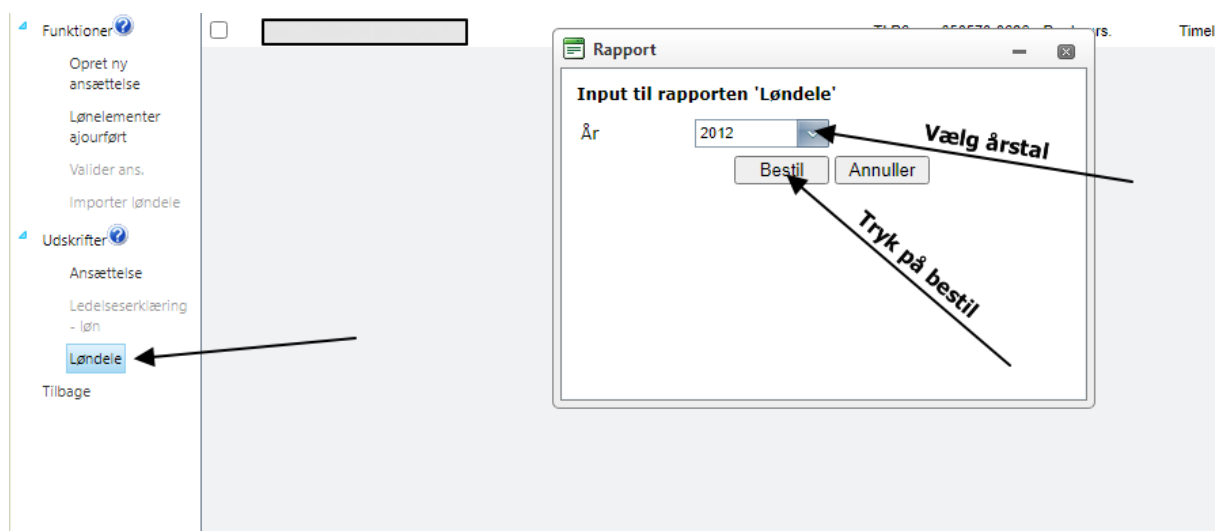 Funktioner
Opret ny
ansættelse
Lønelementer
ajourført
Valider ans.
Importer løndele
Udskrifter
Ansættelse
Ledelseserklæring
- løn
Løndele
Tilbage
Timel
Rapport
Input til rapporten 'Løndele'
År
2012
Vælg årstal
Bestil
Annuller
Tryk på bestil